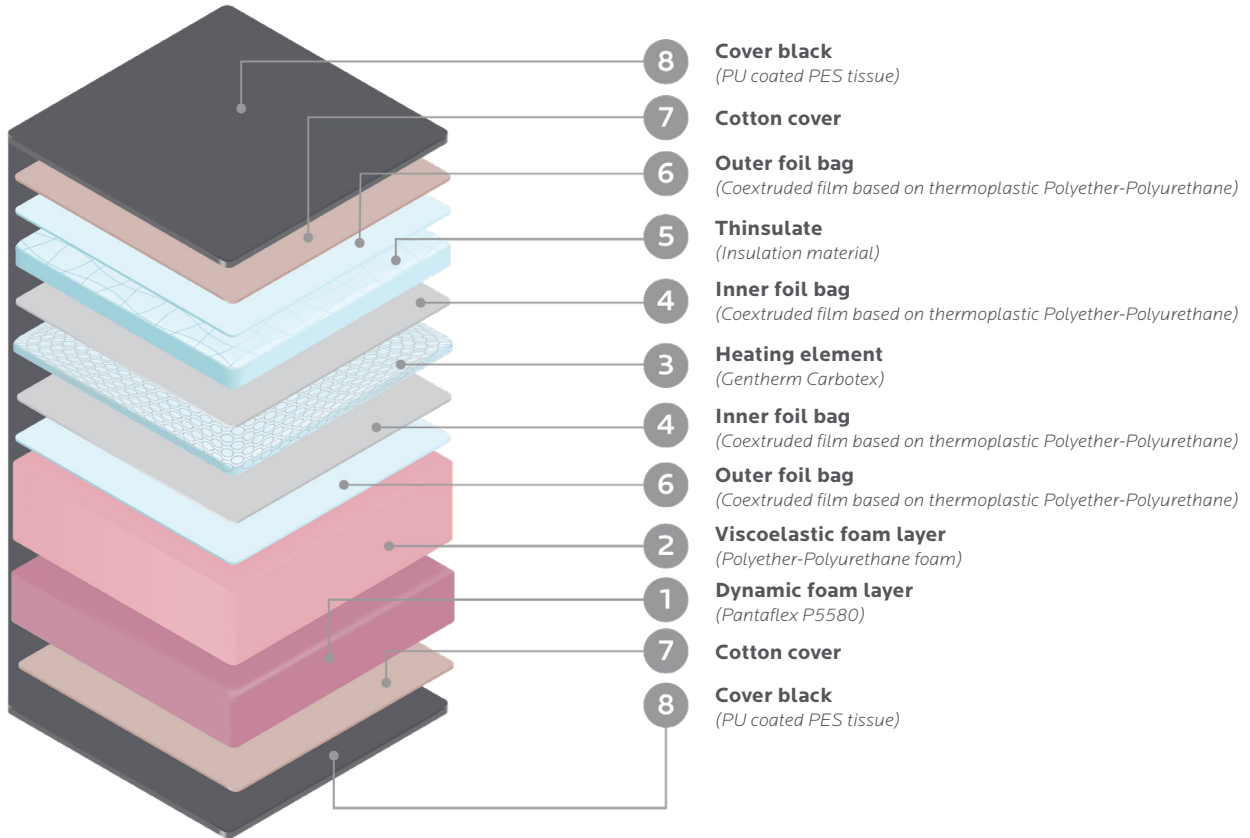 8
Cover black
(PU coated PES tissue)
7
Cotton cover
6
Outer foil bag
(Coextruded film based on thermoplastic Polyether-Polyurethane)
5
Thinsulate
(Insulation material)
4
Inner foil bag
(Coextruded film based on thermoplastic Polyether-Polyurethane)
3
Heating element
(Gentherm Carbotex)
4
Inner foil bag
(Coextruded film based on thermoplastic Polyether-Polyurethane)
6
Outer foil bag
(Coextruded film based on thermoplastic Polyether-Polyurethane)
2
Viscoelastic foam layer
(Polyether-Polyurethane foam)
1
Dynamic foam layer
(Pantaflex P5580)
7
Cotton cover
8
Cover black
(PU coated PES tissue)